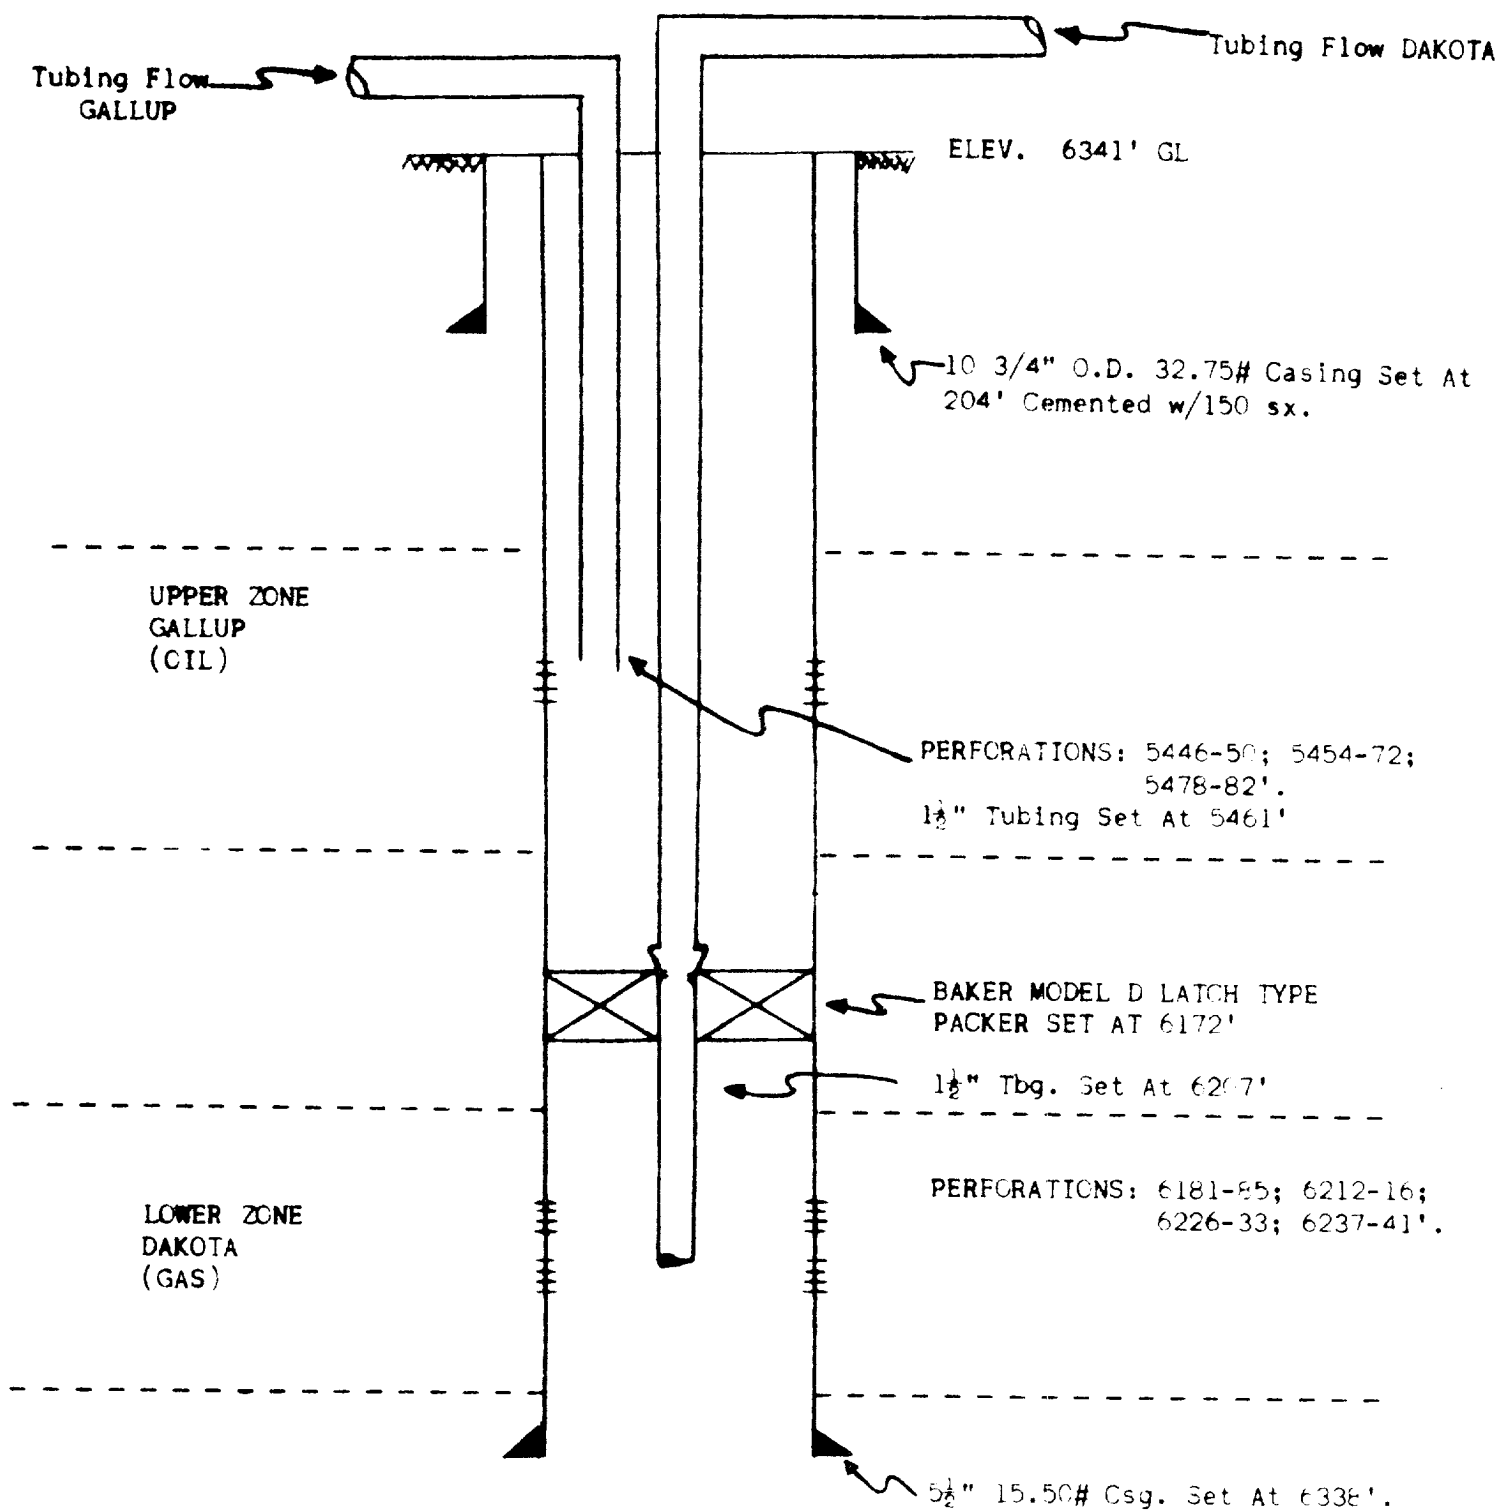 Tubing Flow DAKOTA
Tubing Flow
GALLUP
ELEV. 6341' GL
10 3/4" O.D. 32.75# Casing Set At
204' Cemented w/150 sx.
UPPER ZONE
GALLUP
(OIL)
PERFORATIONS: 5446-50; 5454-72;
5478-82'.
1½" Tubing Set At 5461'
BAKER MODEL D LATCH TYPE
PACKER SET AT 6172'
1½" Tbg. Set At
PERFORATIONS: 6181-85; 6212-16;
6226-33; 6237-41'.
LOWER ZONE
DAKOTA
(GAS)
5½" 15.50# Csg. Set At 6338'.